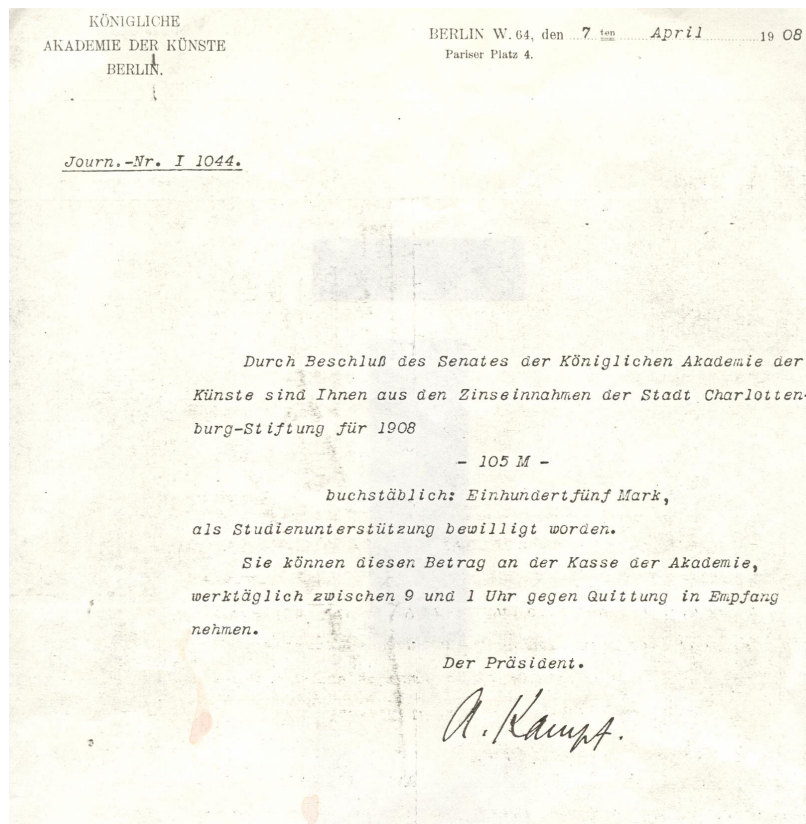 KÖNIGLICHE
AKADEMIE DER KÜNSTE
BERLIN.
BERLIN W. 64, den 7 ten April 1908
Pariser Platz 4.
Journ.-Nr. I 1044.
Durch Beschluß des Senates der Königlichen Akademie der
Künste sind Ihnen aus den Zinseinnahmen der Stadt Charlotten-
burg-Stiftung für 1908
- 105 M -
buchstäblich: Einhundertfünf Mark,
als Studienunterstützung bewilligt worden.
Sie können diesen Betrag an der Kasse der Akademie,
werktäglich zwischen 9 und 1 Uhr gegen Quittung in Empfang
nehmen.
Der Präsident.
A. Kampf.